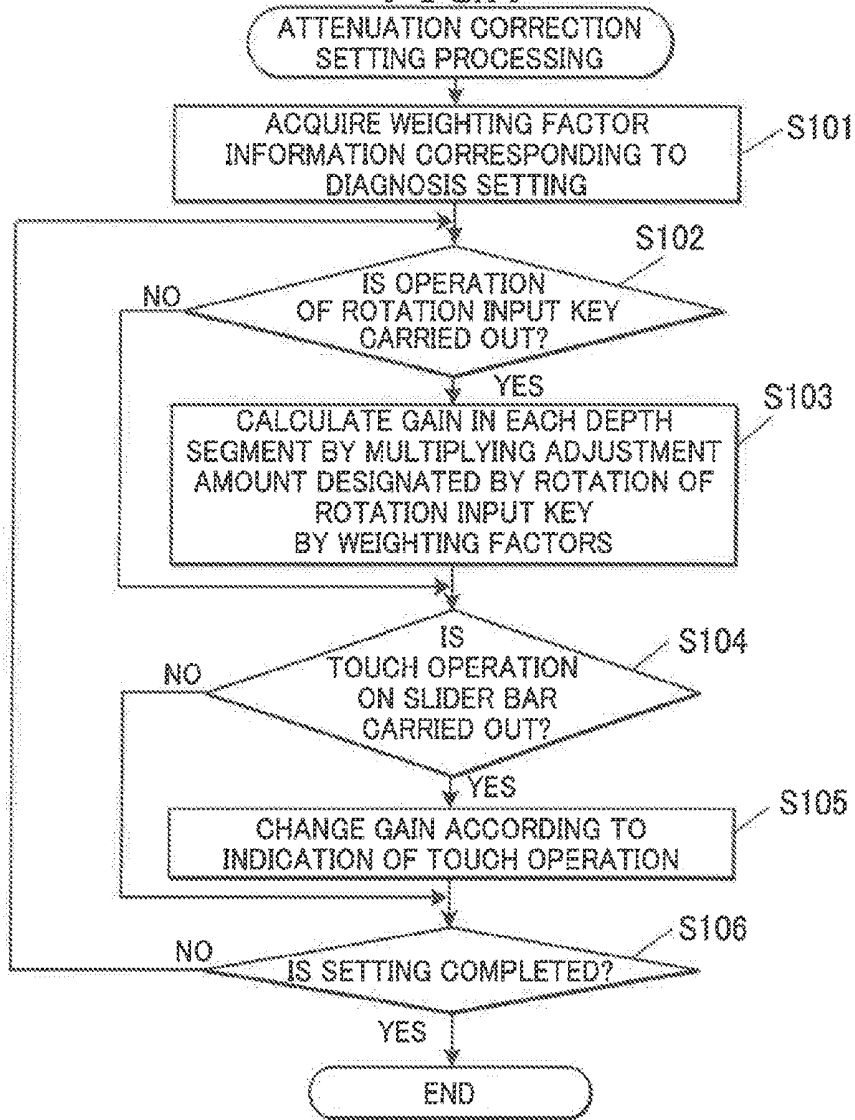 ATTENUATION CORRECTION
SETTING PROCESSING
ACQUIRE WEIGHTING FACTOR
INFORMATION CORRESPONDING TO
DIAGNOSIS SETTING
S101
S102
IS OPERATION
OF ROTATION INPUT KEY
CARRIED OUT?
NO
YES
S103
CALCULATE GAIN IN EACH DEPTH
SEGMENT BY MULTIPLYING ADJUSTMENT
AMOUNT DESIGNATED BY ROTATION OF
ROTATION INPUT KEY
BY WEIGHTING FACTORS
S104
IS
TOUCH OPERATION
ON SLIDER BAR
CARRIED OUT?
NO
YES
S105
CHANGE GAIN ACCORDING TO
INDICATION OF TOUCH OPERATION
S106
NO
IS SETTING COMPLETED?
YES
END